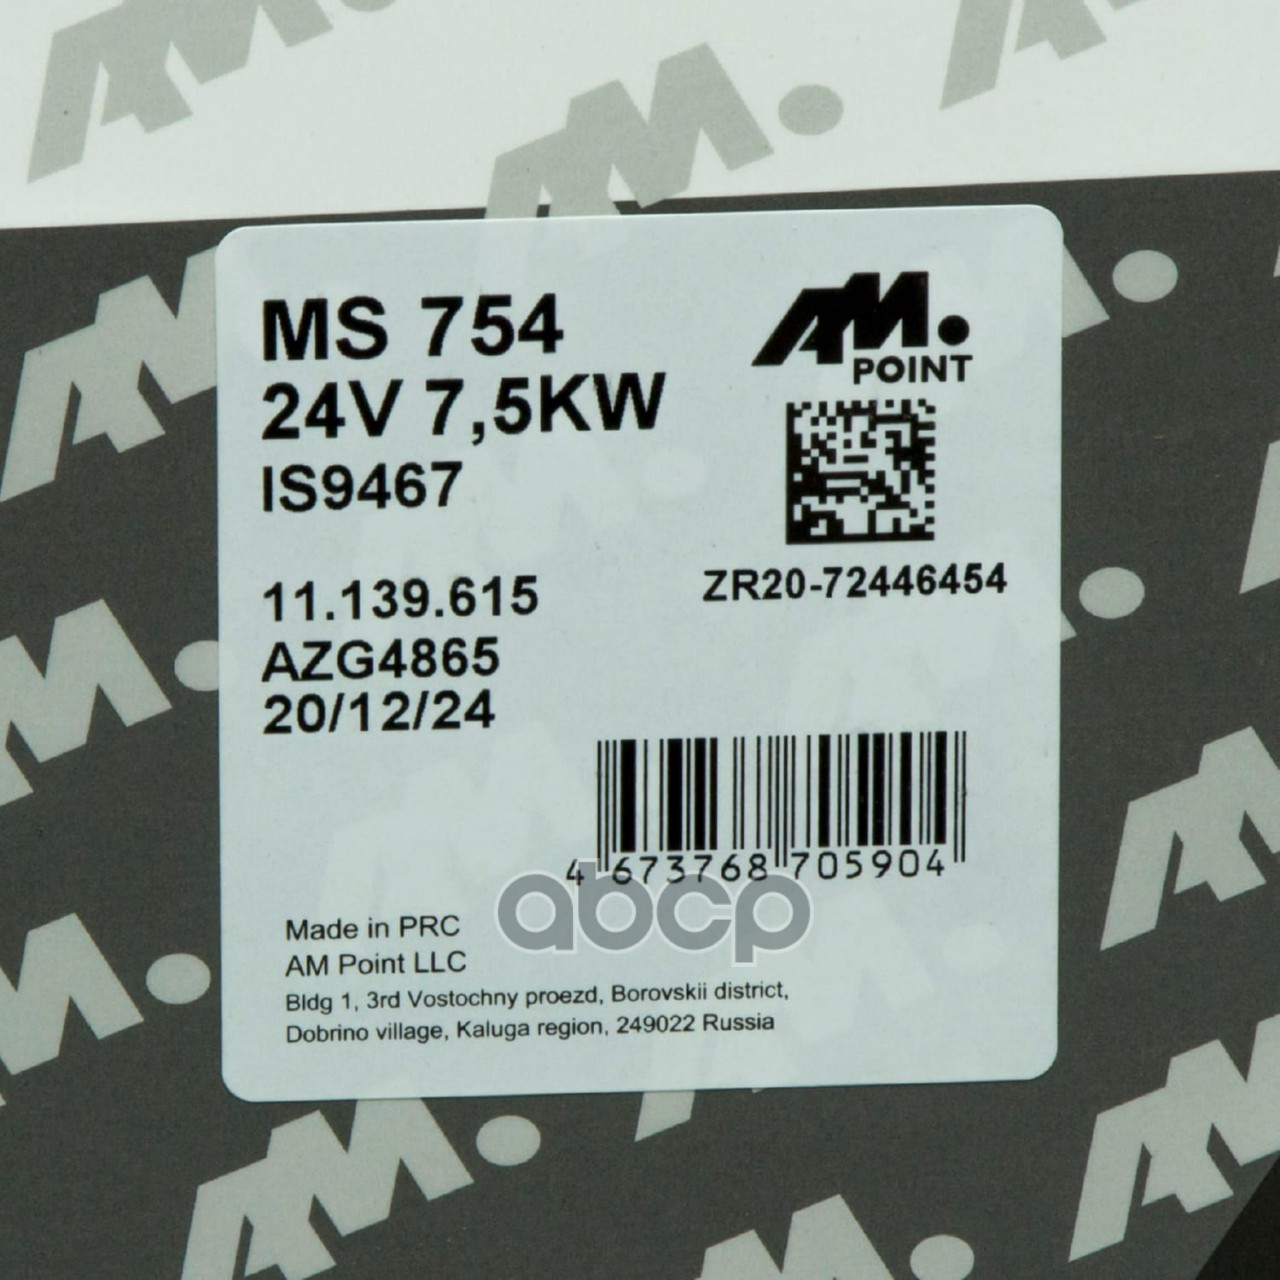 MS 754
24V 7,5KW
IS9467
AM.
POINT
ZR20-72446454
11.139.615
AZG4865
20/12/24
4 673768 705904
abcp
Made in PRC
AM Point LLC
Bldg 1, 3rd Vostochny proezd, Borovskii district,
Dobrino village, Kaluga region, 249022 Russia